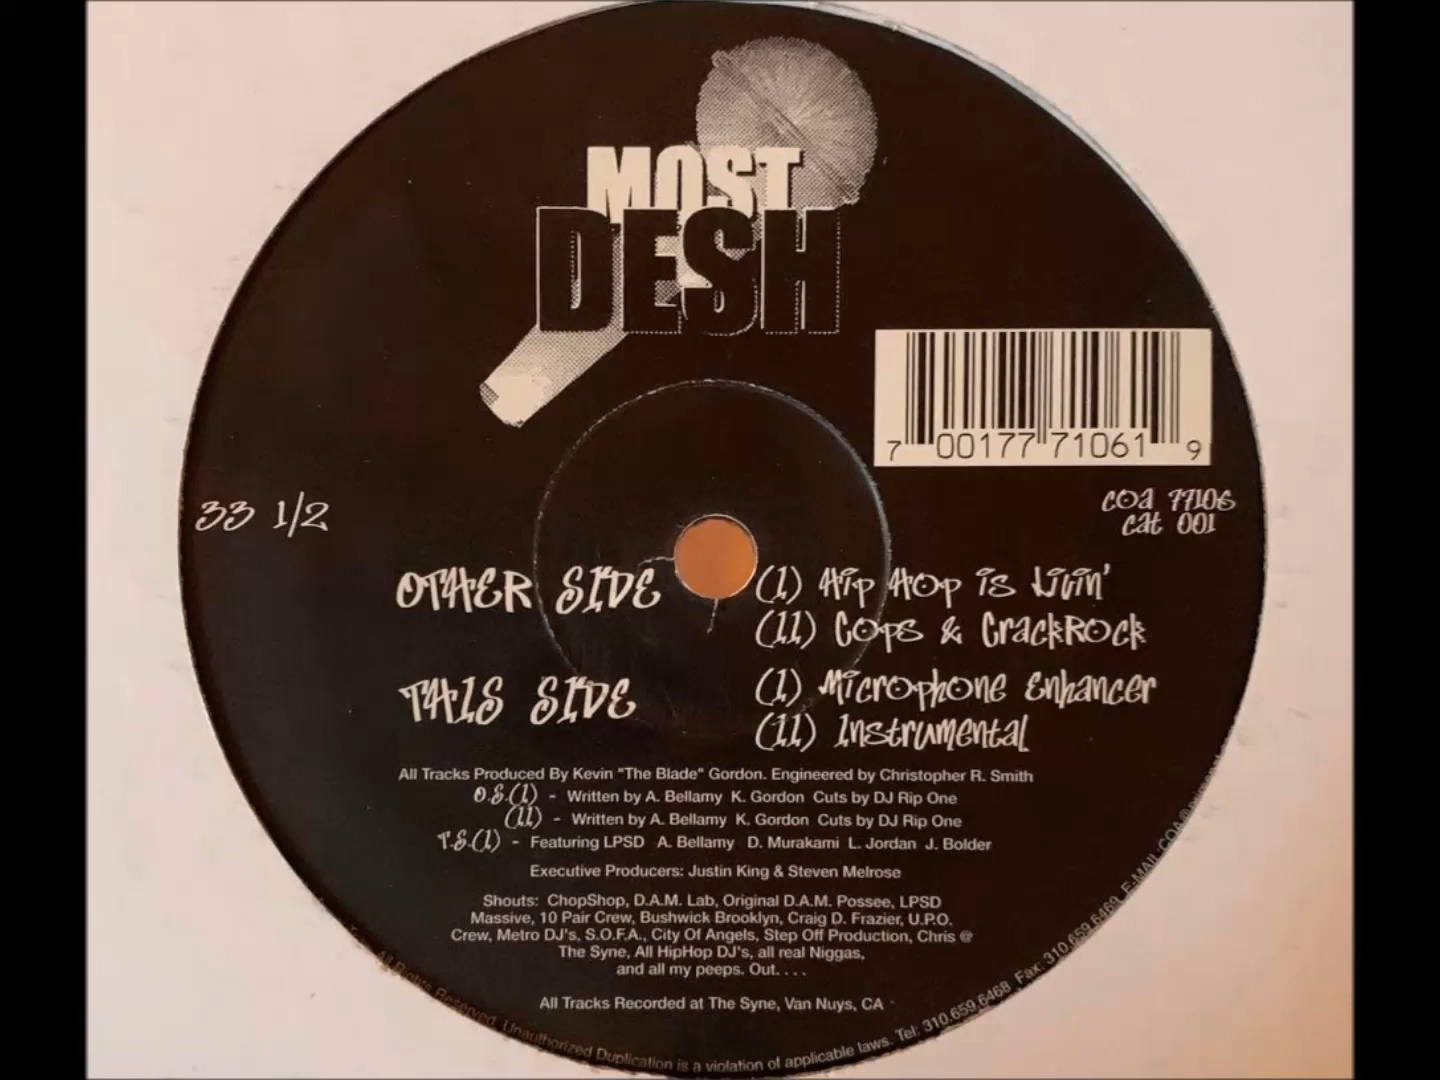 MOST
DESH
7 00177 71061 9
33 1/2
COA 77106
Cat 001
OTHER SIDE
(1) Hip Hop is Livin'
(11) Cops & CrackRock
THIS SIDE
(1) Microphone Enhancer
(11) Instrumental
All Tracks Produced By Kevin "The Blade" Gordon. Engineered by Christopher R. Smith
O.S.(1) - Written by A. Bellamy K. Gordon Cuts by DJ Rip One
(11) - Written by A. Bellamy K. Gordon Cuts by DJ Rip One
T.S.(1) - Featuring LPSD A. Bellamy D. Murakami L. Jordan J. Bolder
Executive Producers: Justin King & Steven Melrose
Shouts: ChopShop, D.A.M. Lab, Original D.A.M. Possee, LPSD
Massive, 10 Pair Crew, Bushwick Brooklyn, Craig D. Frazier, U.P.O.
Crew, Metro DJ's, S.O.F.A., City Of Angels, Step Off Production, Chris @
The Syne, All HipHop DJ's, all real Niggas,
and all my peeps. Out. . . .
All Tracks Recorded at The Syne, Van Nuys, CA
All Rights Reserved. Unauthorized Duplication is a violation of applicable laws. Tel: 310.659.6468 Fax: 310.659.6469 E-MAIL COA@